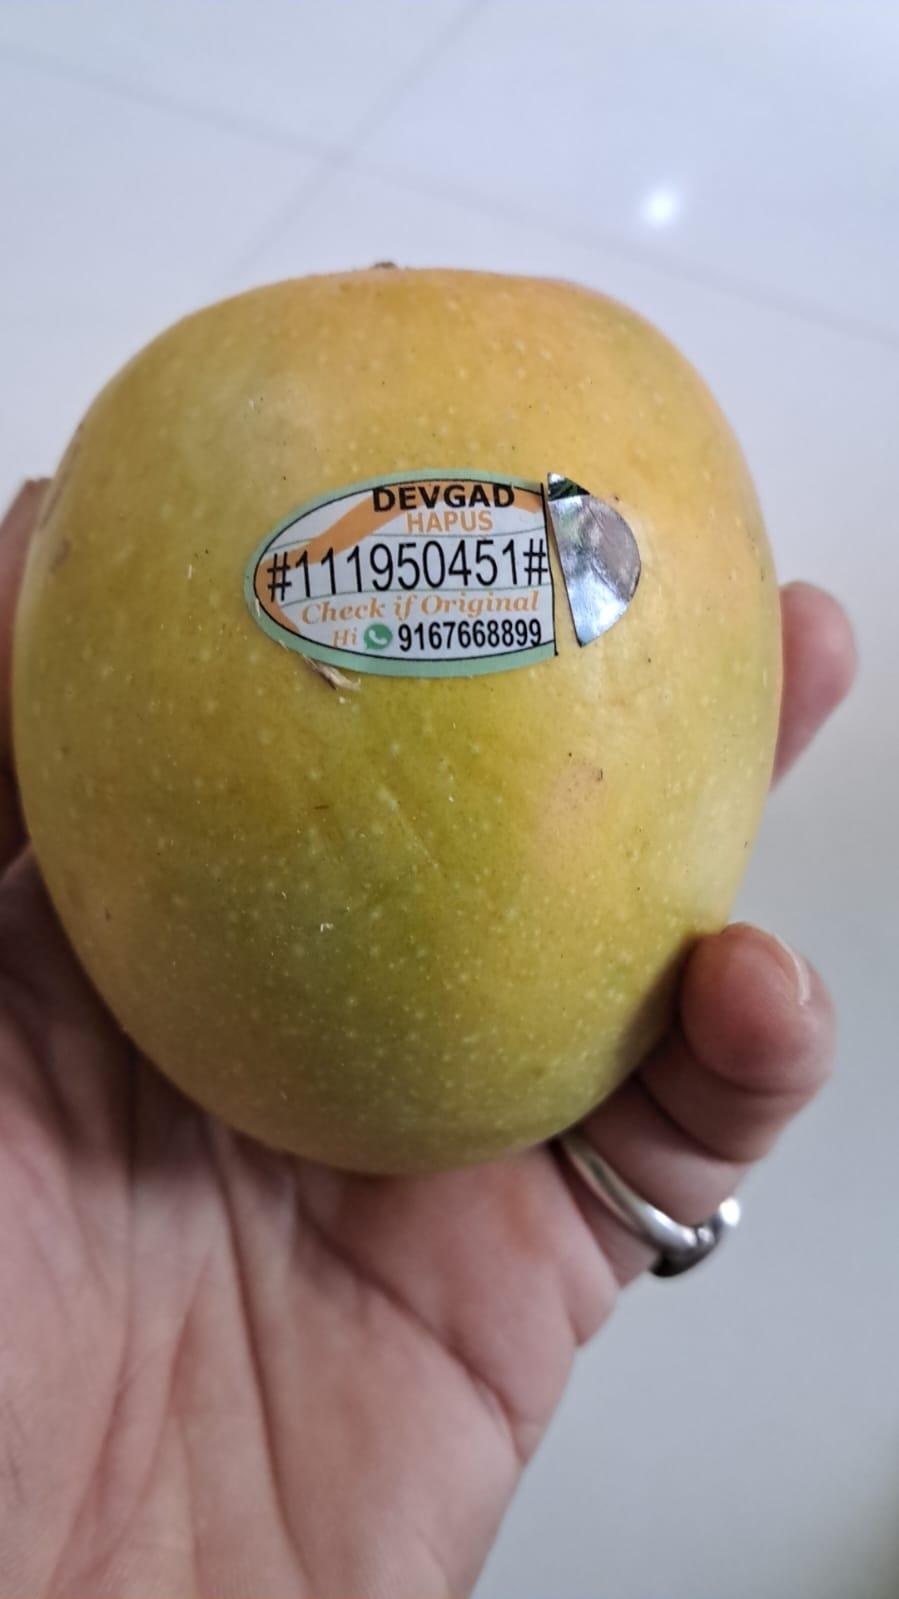 DEVGAD
HAPUS
#111950451#
Check if Original
Hi 9167668899